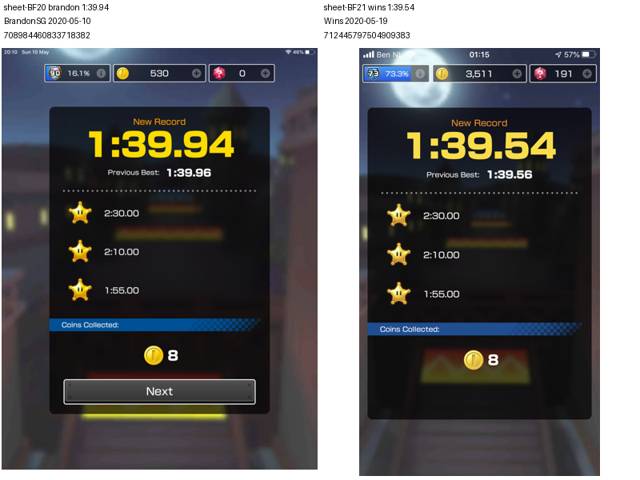 sheet-BF20 brandon 1:39.94
BrandonSG 2020-05-10
708984460833718382
20:10 Sun 10 May
46%
16.1%
530
0
New Record
1:39.94
Previous Best: 1:39.96
2:30.00
2:10.00
1:55.00
Coins Collected:
8
Next
sheet-BF21 wins 1:39.54
Wins 2020-05-19
712445797504909383
01:15
57%
73.3%
3,511
191
New Record
1:39.54
Previous Best: 1:39.56
2:30.00
2:10.00
1:55.00
Coins Collected:
8